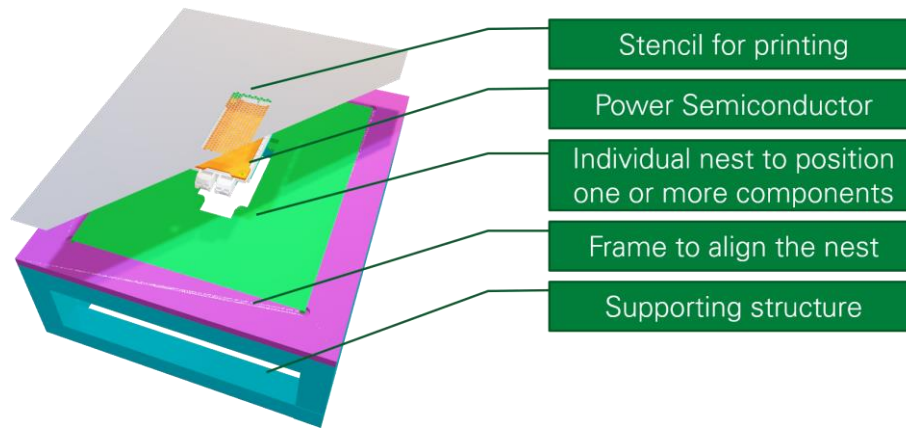 Stencil for printing
Power Semiconductor
Individual nest to position
one or more components
Frame to align the nest
Supporting structure